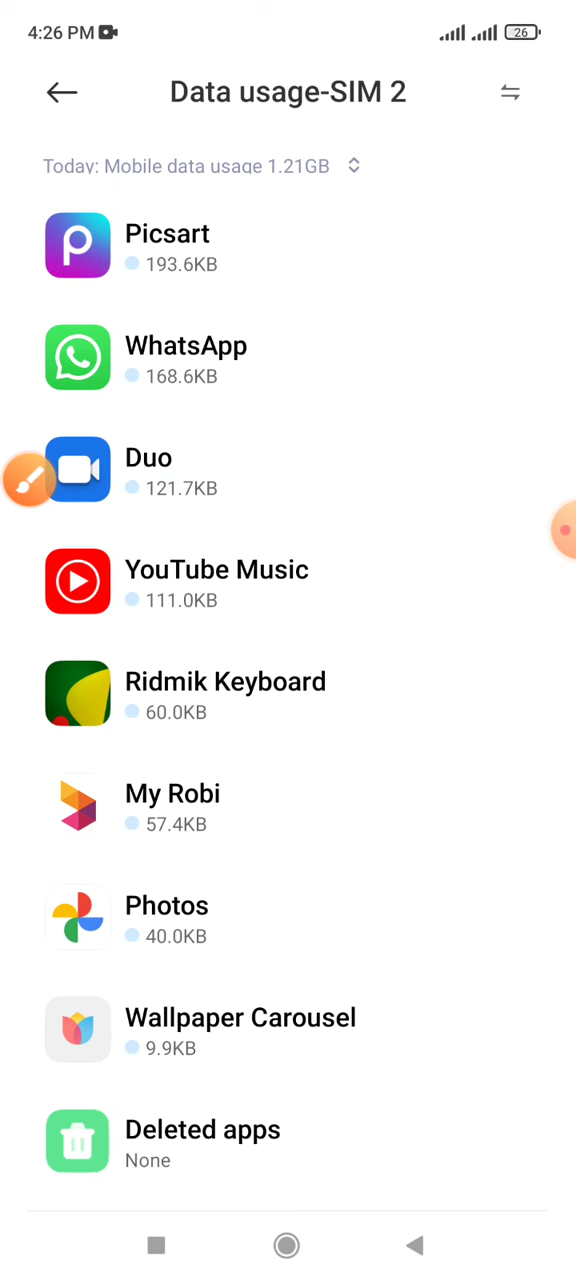 4:26 PM
26
Data usage-SIM 2
Today: Mobile data usage 1.21GB
Picsart
193.6KB
WhatsApp
168.6KB
Duo
121.7KB
YouTube Music
111.0KB
Ridmik Keyboard
60.0KB
My Robi
57.4KB
Photos
40.0KB
Wallpaper Carousel
9.9KB
Deleted apps
None